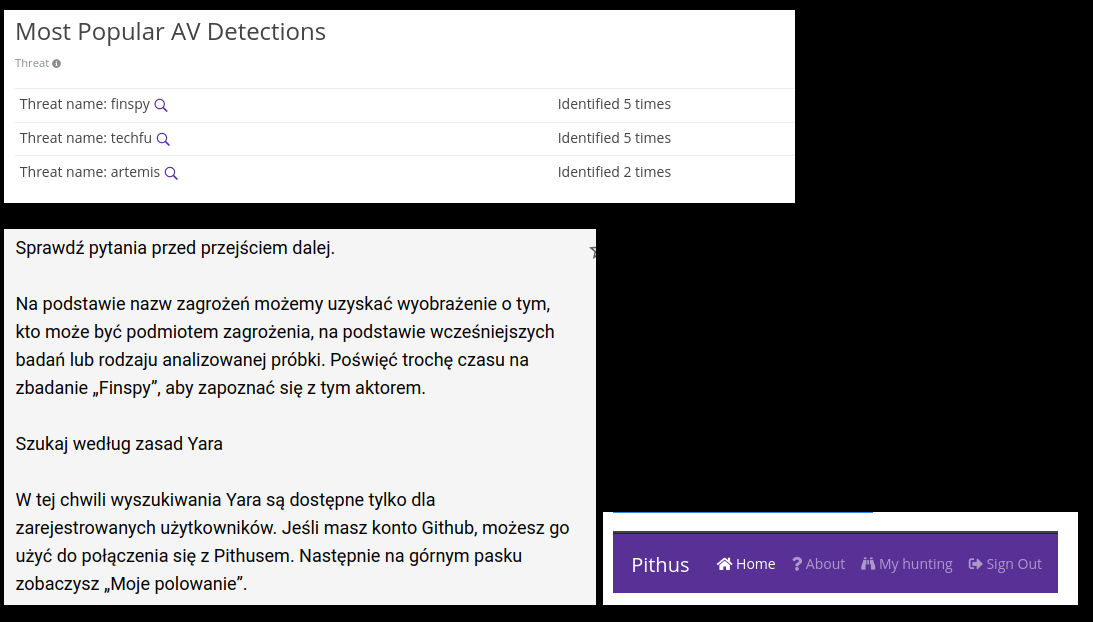 Most Popular AV Detections
Threat
Threat name: finspy Identified 5 times
Threat name: techfu Identified 5 times
Threat name: artemis Identified 2 times
Sprawdź pytania przed przejściem dalej.
Na podstawie nazw zagrożeń możemy uzyskać wyobrażenie o tym,
kto może być podmiotem zagrożenia, na podstawie wcześniejszych
badań lub rodzaju analizowanej próbki. Poświęć trochę czasu na
zbadanie „Finspy”, aby zapoznać się z tym aktorem.
Szukaj według zasad Yara
W tej chwili wyszukiwania Yara są dostępne tylko dla
zarejestrowanych użytkowników. Jeśli masz konto Github, możesz go
użyć do połączenia się z Pithusem. Następnie na górnym pasku
zobaczysz „Moje polowanie”.
Pithus Home About My hunting Sign Out